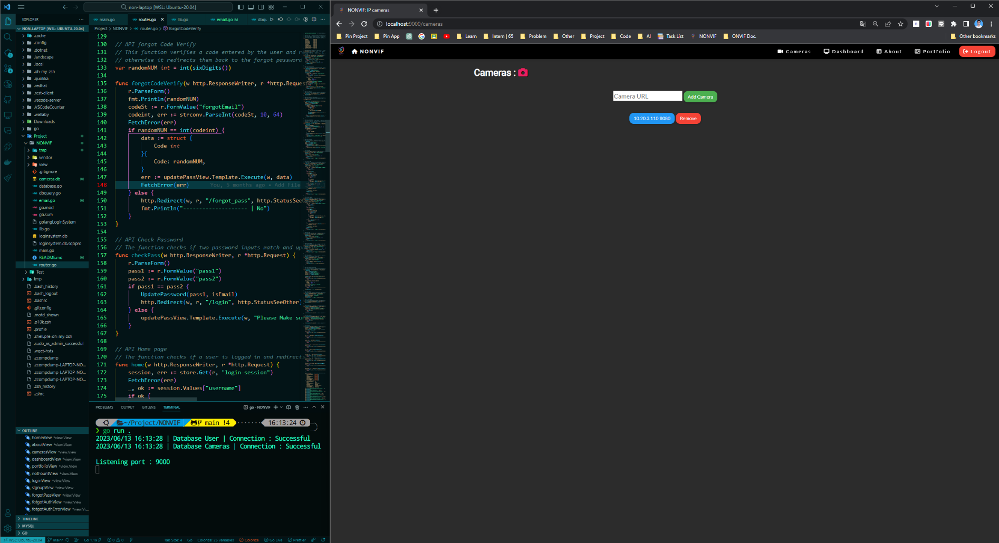 non-laptop [WSL: Ubuntu-20.04]
EXPLORER
NON-LAPTOP [WSL: UBUNTU-20.04]
.cache
.config
.dotnet
.landscape
.local
.oh-my-zsh
.quokka
.redhat
.rest-client
.vscode-server
.VSCodeCounter
.wallaby
Downloads
go
Project
NONVIF
tmp
vendor
view
.gitignore
cameras.db M
database.go
dbquery.go
email.go M
go.mod
go.sum
golangLoginSystem
lib.go
loginsystem.db
loginsystem.db.sqbpro
main.go
README.md M
router.go
Test
tmp
.bash_history
.bash_logout
.bashrc
.gitconfig
.motd_shown
.p10k.zsh
.profile
.shell.pre-oh-my-zsh
.sudo_as_admin_successful
.wget-hsts
.zcompdump
.zcompdump-LAPTOP-NO...
.zcompdump-LAPTOP-NO...
.zcompdump-LAPTOP-NO...
.zsh_history
.zshrc
OUTLINE
homeView *view.View
aboutView *view.View
camerasView *view.View
dashboardView *view.View
portfolioView *view.View
notFountView *view.View
loginView *view.View
signupView *view.View
forgotPassView *view.View
fotgotAuthView *view.View
fotgotAuthErrorView *view.Vi...
TIMELINE
MYSQL
GO
main.go router.go lib.go email.go M dbqu
Project > NONVIF > router.go > forgotCodeVerify
129
130 // API forgot Code Verify
131 // This function verifies a code entered by the user and redirect
132 // otherwise it redirects them back to the forgot password
133 var randomNUM int = int(sixDigits())
134
135 func forgotCodeVerify(w http.ResponseWriter, r *http.Reque
136 r.ParseForm()
137 fmt.Println(randomNUM)
138 codeSt := r.FormValue("forgotEmail")
139 codeint, err := strconv.ParseInt(codeSt, 10, 64)
140 FetchError(err)
141 if randomNUM == int(codeint) {
142 data := struct {
143 Code int
144 }{
145 Code: randomNUM,
146 }
147 err := updatePassView.Template.Execute(w, data)
148 FetchError(err) You, 5 months ago • Add File
149 } else {
150 http.Redirect(w, r, "/forgot_pass", http.StatusSeeO
151 fmt.Println("-------------------- | No")
152 }
153 }
154
155 // API Check Password
156 // The function checks if two password inputs match and up
157 func checkPass(w http.ResponseWriter, r *http.Request) {
158 r.ParseForm()
159 pass1 := r.FormValue("pass1")
160 pass2 := r.FormValue("pass2")
161 if pass1 == pass2 {
162 UpdatePassword(pass1, isEmail)
163 http.Redirect(w, r, "/login", http.StatusSeeOther)
164 } else {
165 updatePassView.Template.Execute(w, "Please Make su
166 }
167 }
168
169 // API Home page
170 // The function checks if a user is logged in and redirects
171 func home(w http.ResponseWriter, r *http.Request) {
172 session, err := store.Get(r, "login-session")
173 FetchError(err)
174 _, ok := session.Values["username"]
175 if ok {
PROBLEMS OUTPUT GITLENS TERMINAL go - NONVIF
~/Project/NONVIF main !4 16:13:24
❯ go run .
2023/06/13 16:13:28 | Database User | Connection : Successful
2023/06/13 16:13:28 | Database Cameras | Connection : Successful
Listening port : 9000
WSL: Ubuntu-20.04 main* Go 1.19 0 0 Tab Size: 4 Go Colorize: 25 variables Colorize Go Live Prettier
NONVIF: IP cameras
localhost:9000/cameras
Pin Project Pin App Learn Intern | 65 Problem Other Project Code AI Task List NONVIF ONVIF Doc. Other bookmarks
NONVIF Cameras Dashboard About Portfolio Logout
Cameras :
Camera URL Add Camera
10.20.3.110:8080 Remove